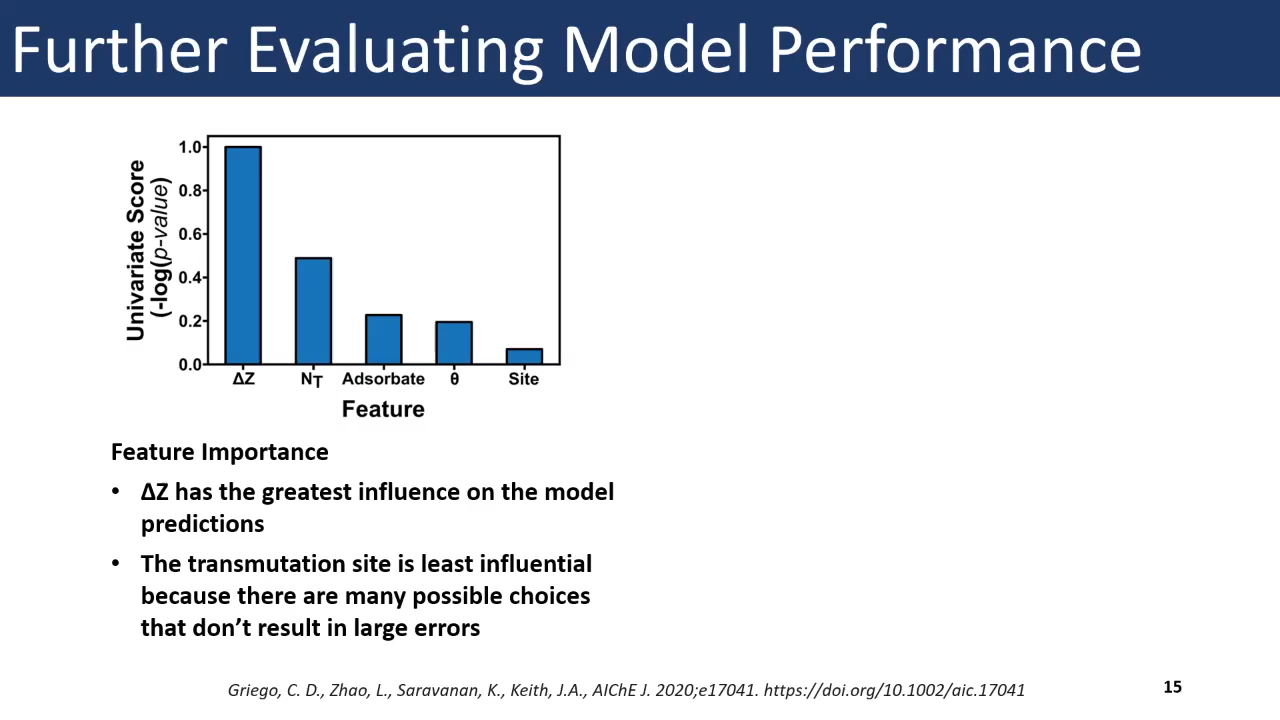 Further Evaluating Model Performance
Univariate Score
(-log(p-value)
1.0
0.8
0.6
0.4
0.2
0.0
ΔZ NT Adsorbate θ Site
Feature
Feature Importance
• ΔZ has the greatest influence on the model
predictions
• The transmutation site is least influential
because there are many possible choices
that don’t result in large errors
Griego, C. D., Zhao, L., Saravanan, K., Keith, J.A., AIChE J. 2020;e17041. https://doi.org/10.1002/aic.17041
15